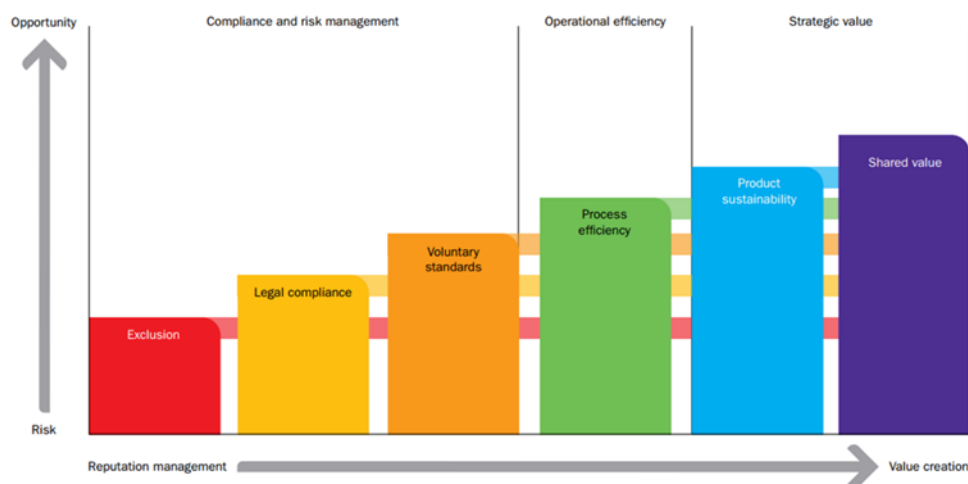 Opportunity
Compliance and risk management
Operational efficiency
Strategic value
Shared value
Product
sustainability
Process
efficiency
Voluntary
standards
Legal compliance
Exclusion
Risk
Reputation management
Value creation